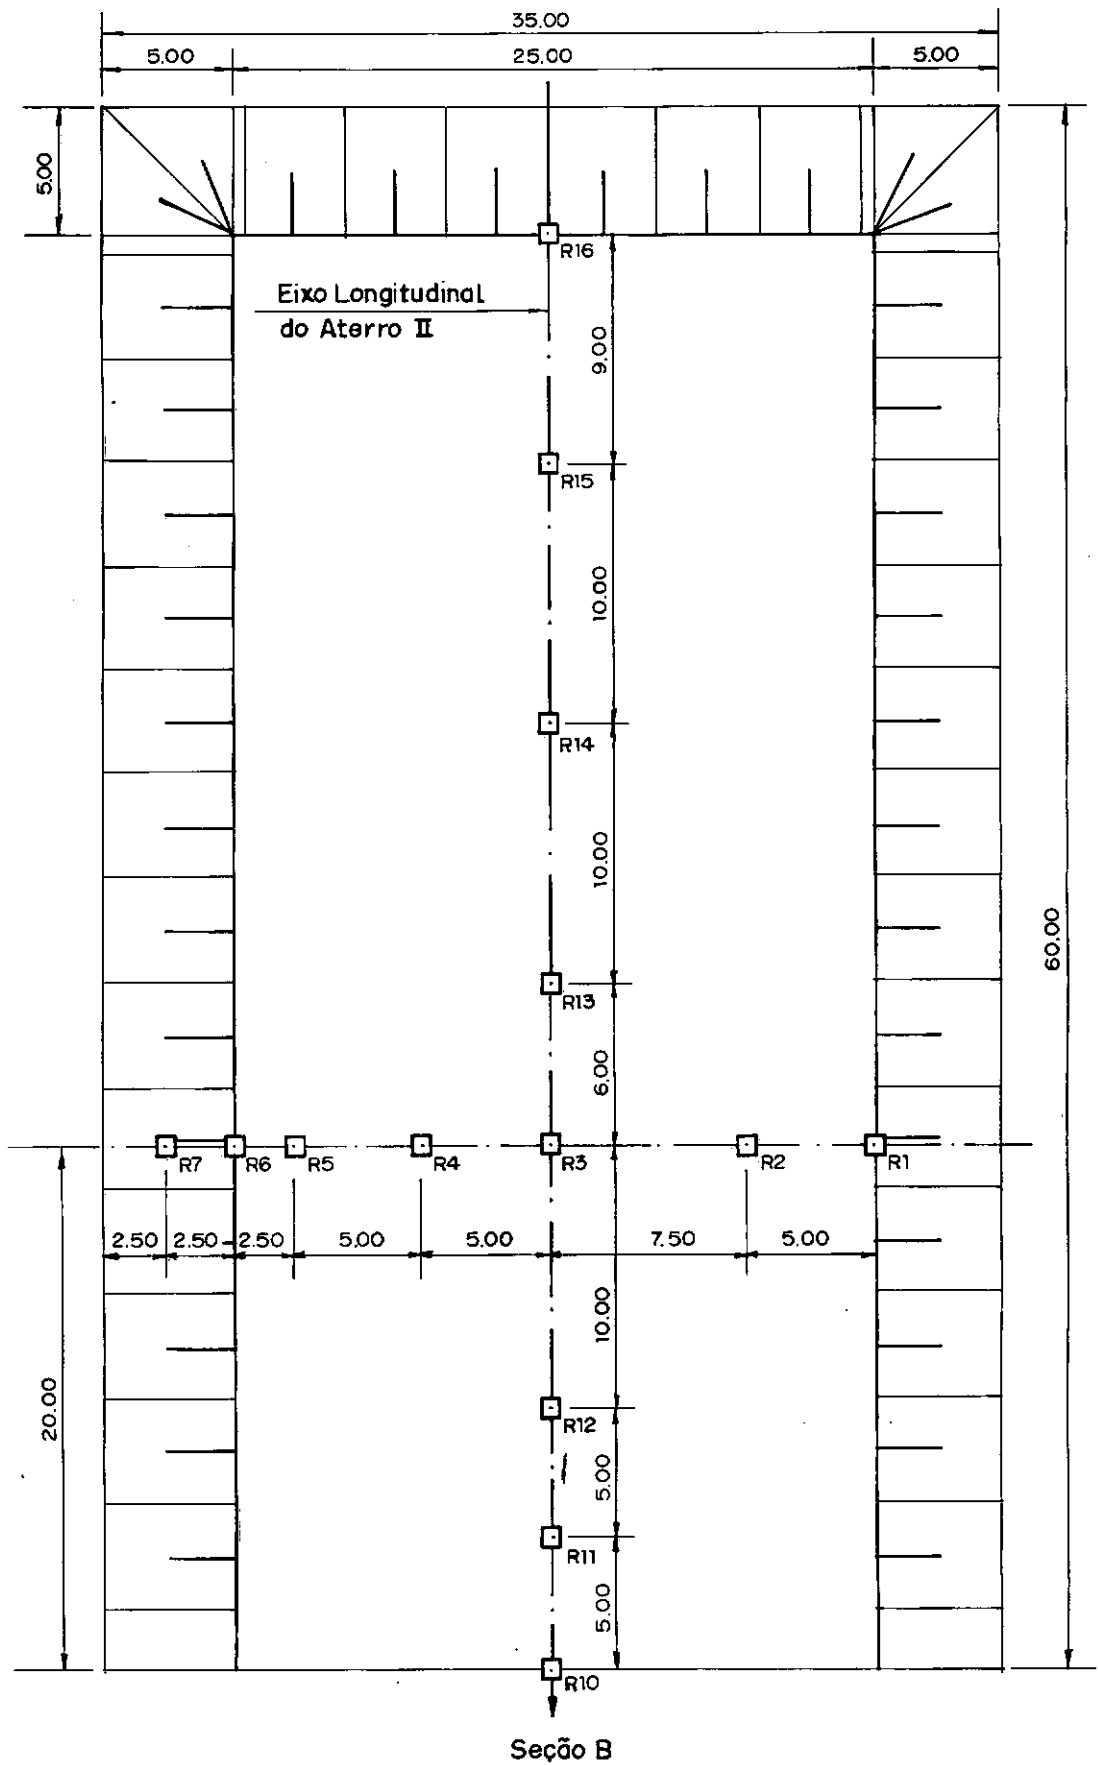 35.00
5.00 25.00 5.00
5.00
R16
Eixo Longitudinal
do Aterro II
9.00
R15
10.00
R14
10.00
60.00
R13
6.00
R7 R6 R5 R4 R3 R2 R1
2.50 2.50 2.50 5.00 5.00 7.50 5.00
10.00
20.00
R12
5.00
R11
5.00
R10
Seção B